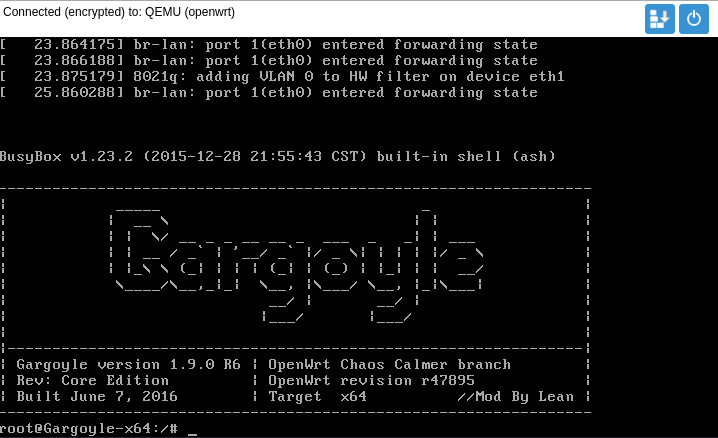 Connected (encrypted) to: QEMU (openwrt)
[   23.864175] br-lan: port 1(eth0) entered forwarding state
[   23.866188] br-lan: port 1(eth0) entered forwarding state
[   23.875179] 8021q: adding VLAN 0 to HW filter on device eth1
[   25.860288] br-lan: port 1(eth0) entered forwarding state
BusyBox v1.23.2 (2015-12-28 21:55:43 CST) built-in shell (ash)
Gargoyle
| Gargoyle version 1.9.0 R6 | OpenWrt Chaos Calmer branch |
| Rev: Core Edition | OpenWrt revision r47895 |
| Built June 7, 2016 | Target x64 //Mod By Lean |
root@Gargoyle-x64:/# _